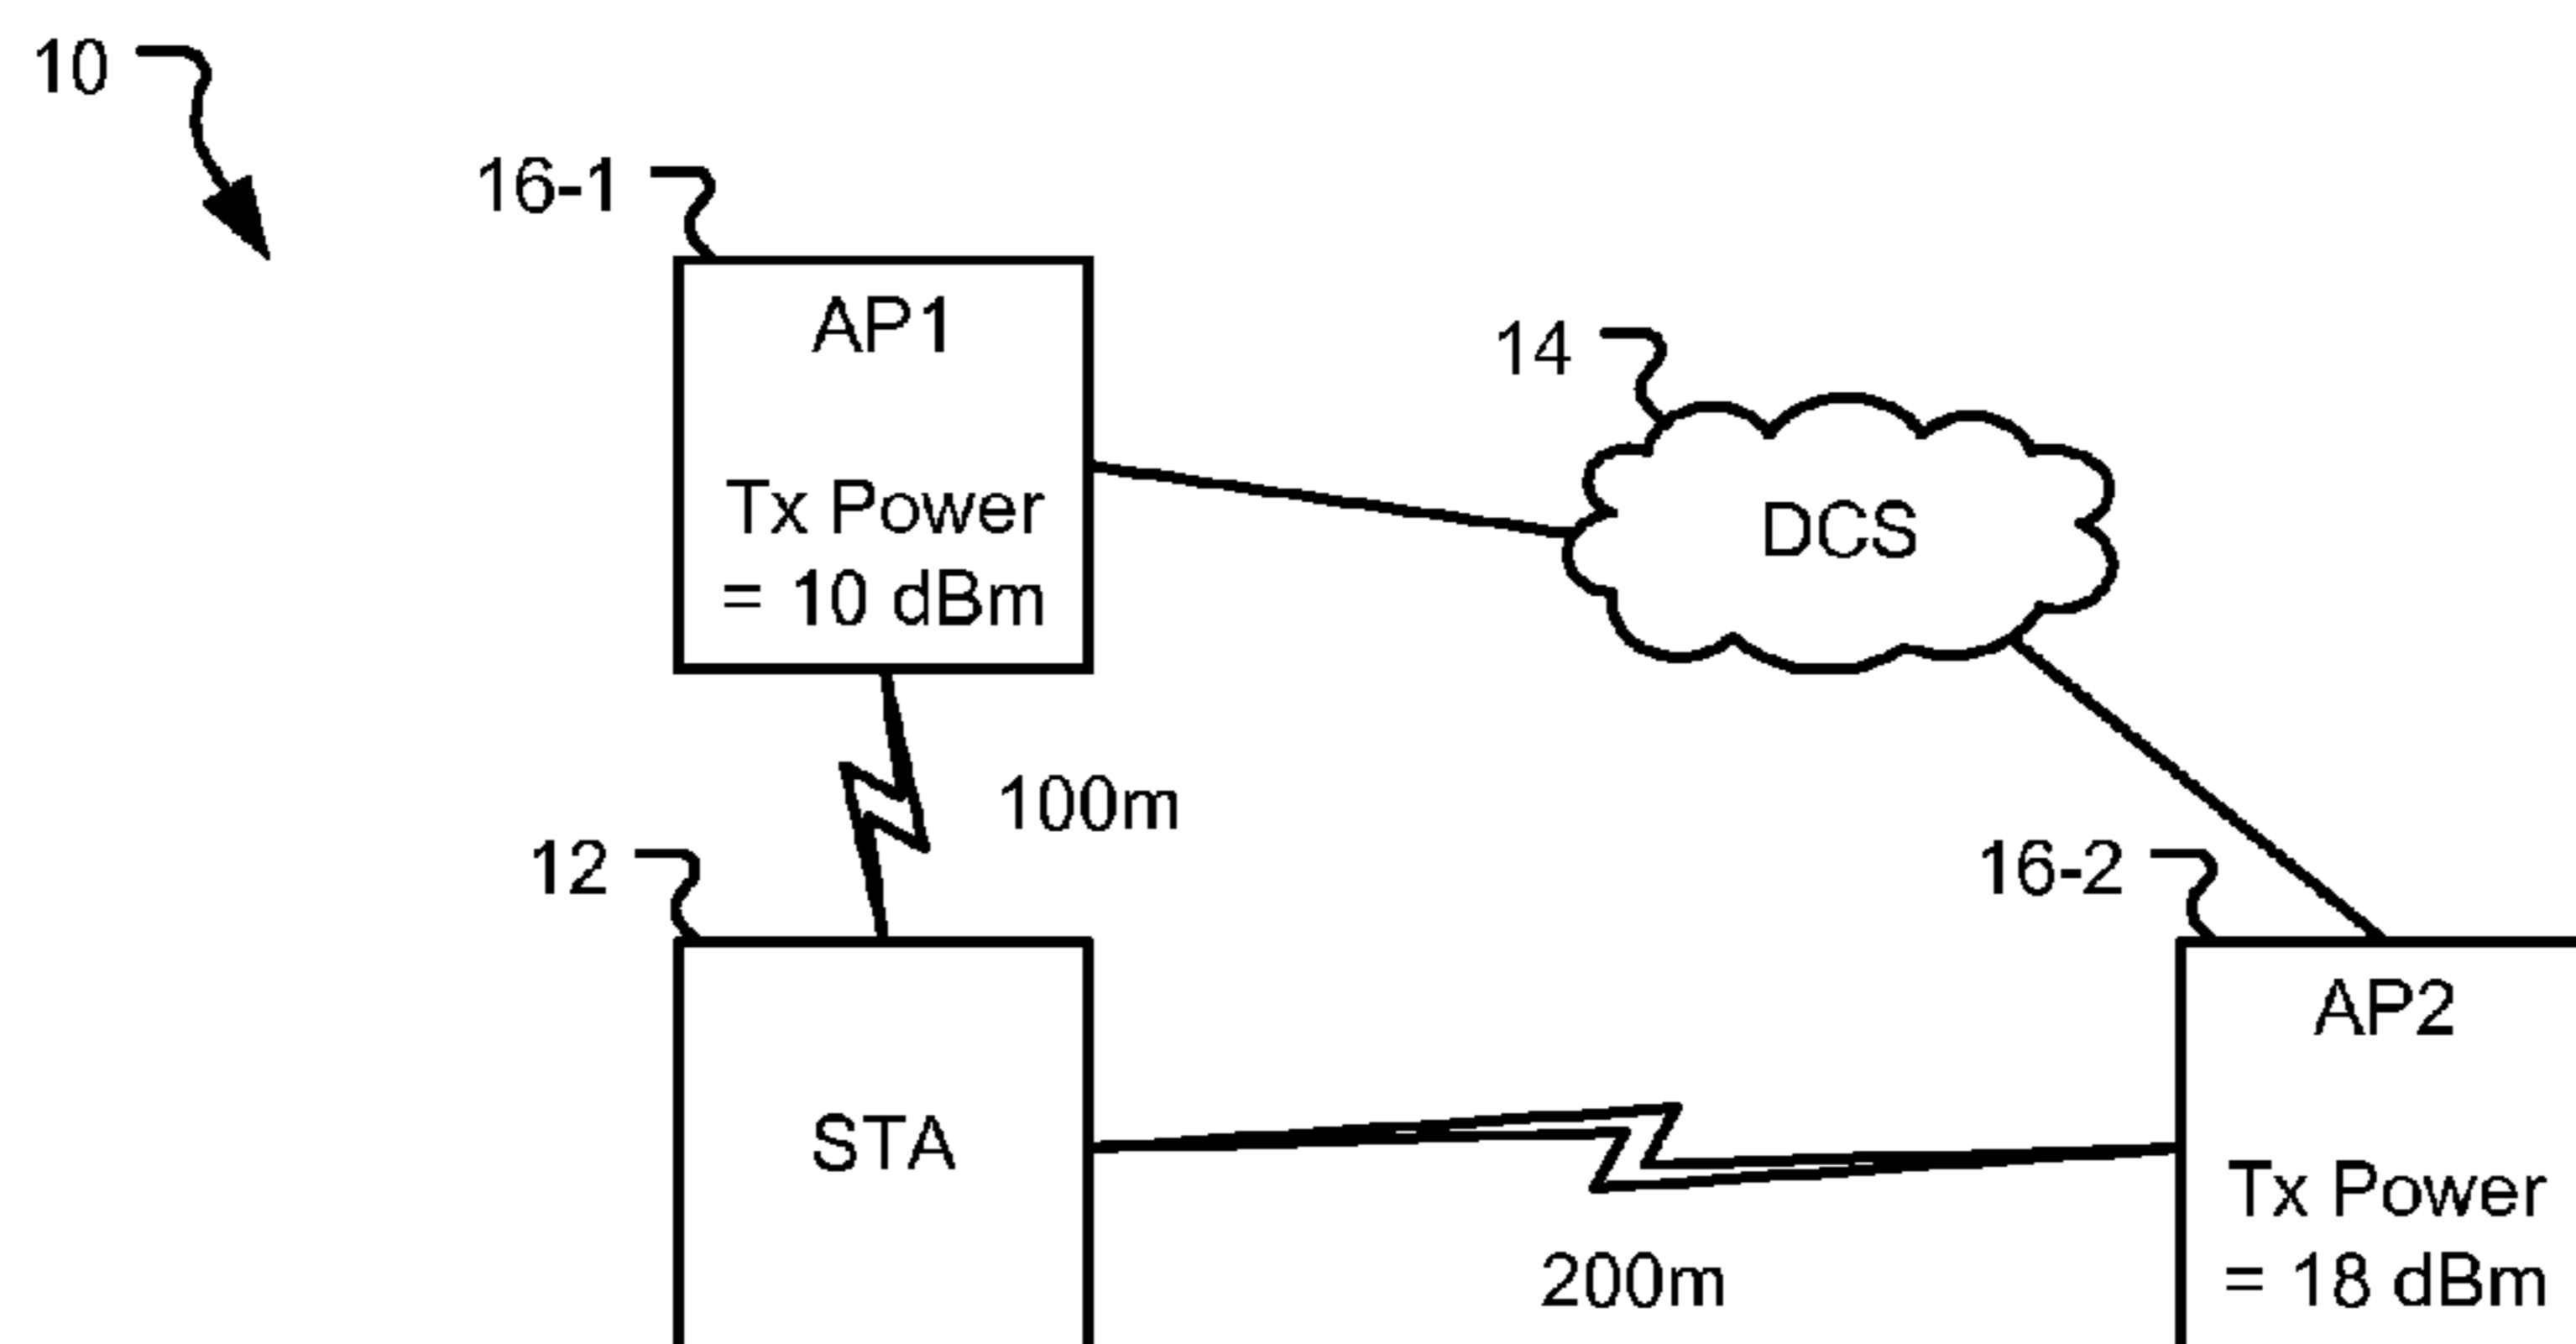 10
16-1
AP1
Tx Power
= 10 dBm
14
DCS
100m
12
STA
16-2
AP2
Tx Power
= 18 dBm
200m